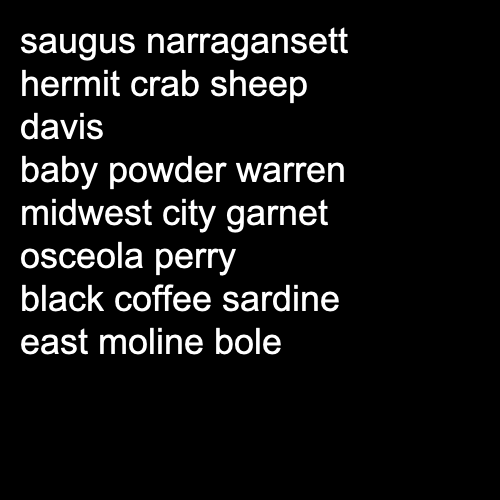 saugus narragansett
hermit crab sheep
davis
baby powder warren
midwest city garnet
osceola perry
black coffee sardine
east moline bole